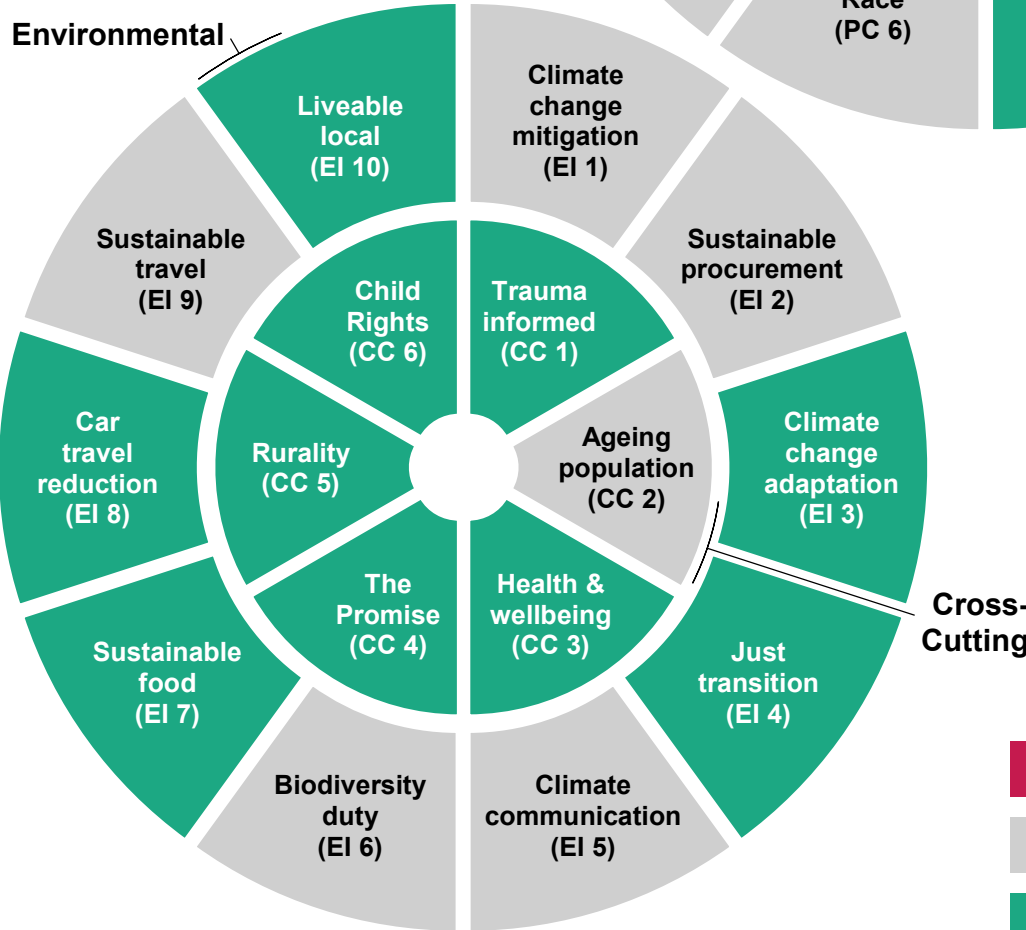 Race
(PC 6)
Environmental
Liveable
local
(EI 10)
Climate
change
mitigation
(EI 1)
Sustainable
procurement
(EI 2)
Climate
change
adaptation
(EI 3)
Just
transition
(EI 4)
Climate
communication
(EI 5)
Biodiversity
duty
(EI 6)
Sustainable
food
(EI 7)
Car
travel
reduction
(EI 8)
Sustainable
travel
(EI 9)
Child
Rights
(CC 6)
Trauma
informed
(CC 1)
Ageing
population
(CC 2)
Health &
wellbeing
(CC 3)
The
Promise
(CC 4)
Rurality
(CC 5)
Cross-
Cutting